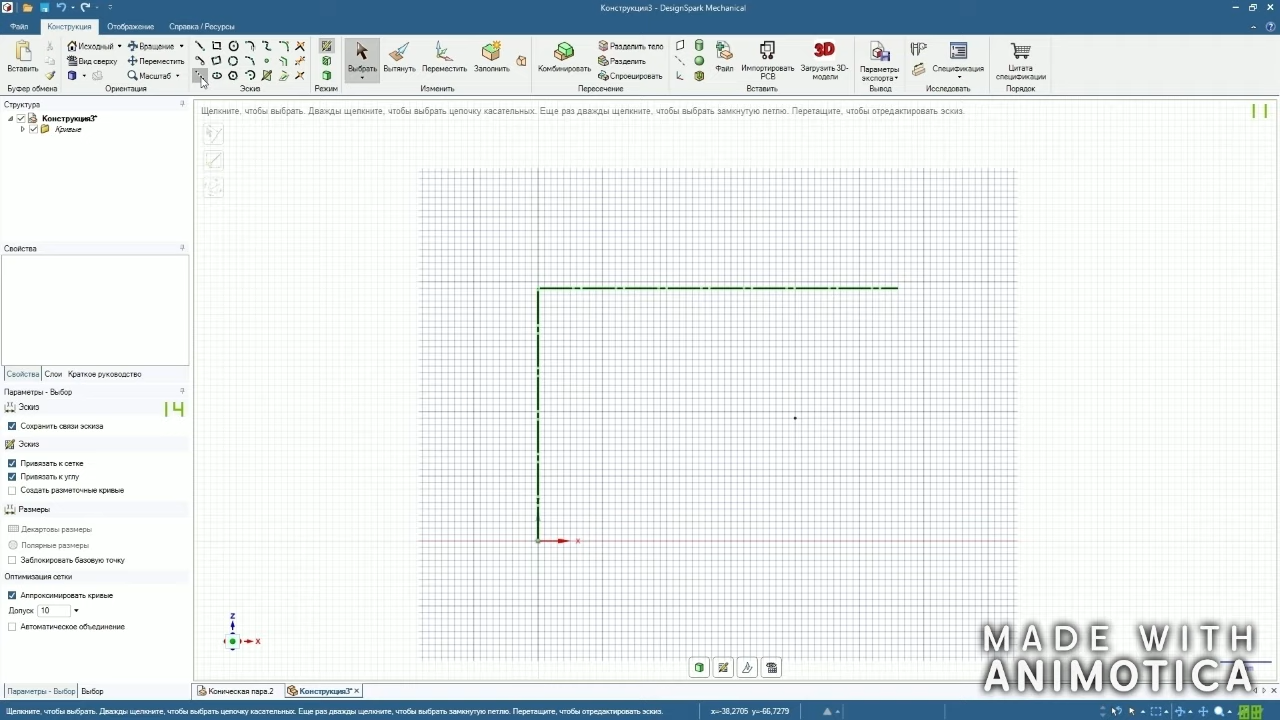 Конструкция3 - DesignSpark Mechanical
Файл Конструкция Отображение Справка / Ресурсы
Вставить
Исходный Вращение
Вид сверху Переместить
Масштаб
Выбрать Вытянуть Переместить Заполнить
Комбинировать
Разделить тело
Разделить
Спроецировать
Файл Импортировать PCB Загрузить 3D-модели
3D
Параметры экспорта Спецификация
Цитата спецификации
Буфер обмена Ориентация Эскиз Режим Изменить Пересечение Вставить Вывод Исследовать Порядок
Структура
Щелкните, чтобы выбрать. Дважды щелкните, чтобы выбрать цепочку касательных. Еще раз дважды щелкните, чтобы выбрать замкнутую петлю. Перетащите, чтобы отредактировать эскиз.
11
Конструкция3*
Кривые
Свойства
Свойства Слои Краткое руководство
Параметры - Выбор
Эскиз
14
Сохранить связи эскиза
Эскиз
Привязать к сетке
Привязать к углу
Создать разметочные кривые
Размеры
Декартовы размеры
Полярные размеры
Заблокировать базовую точку
Оптимизация сетки
Аппроксимировать кривые
Допуск 10
Автоматическое объединение
X
Z
X
MADE WITH
ANIMOTICA
Параметры - Выбор Выбор
Коническая пара.2 Конструкция3*
Щелкните, чтобы выбрать. Дважды щелкните, чтобы выбрать цепочку касательных. Еще раз дважды щелкните, чтобы выбрать замкнутую петлю. Перетащите, чтобы отредактировать эскиз.
x=-38,2705 y=-66,7279